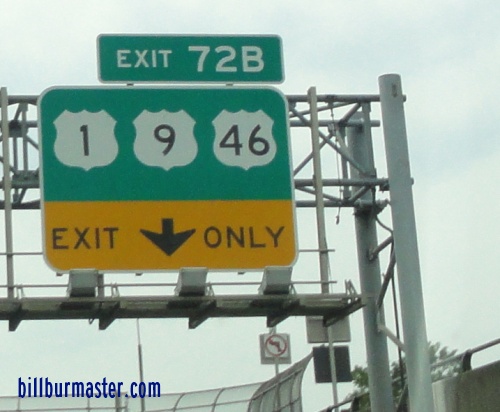 EXIT 72B
1 9 46
EXIT ONLY
billburmaster.com